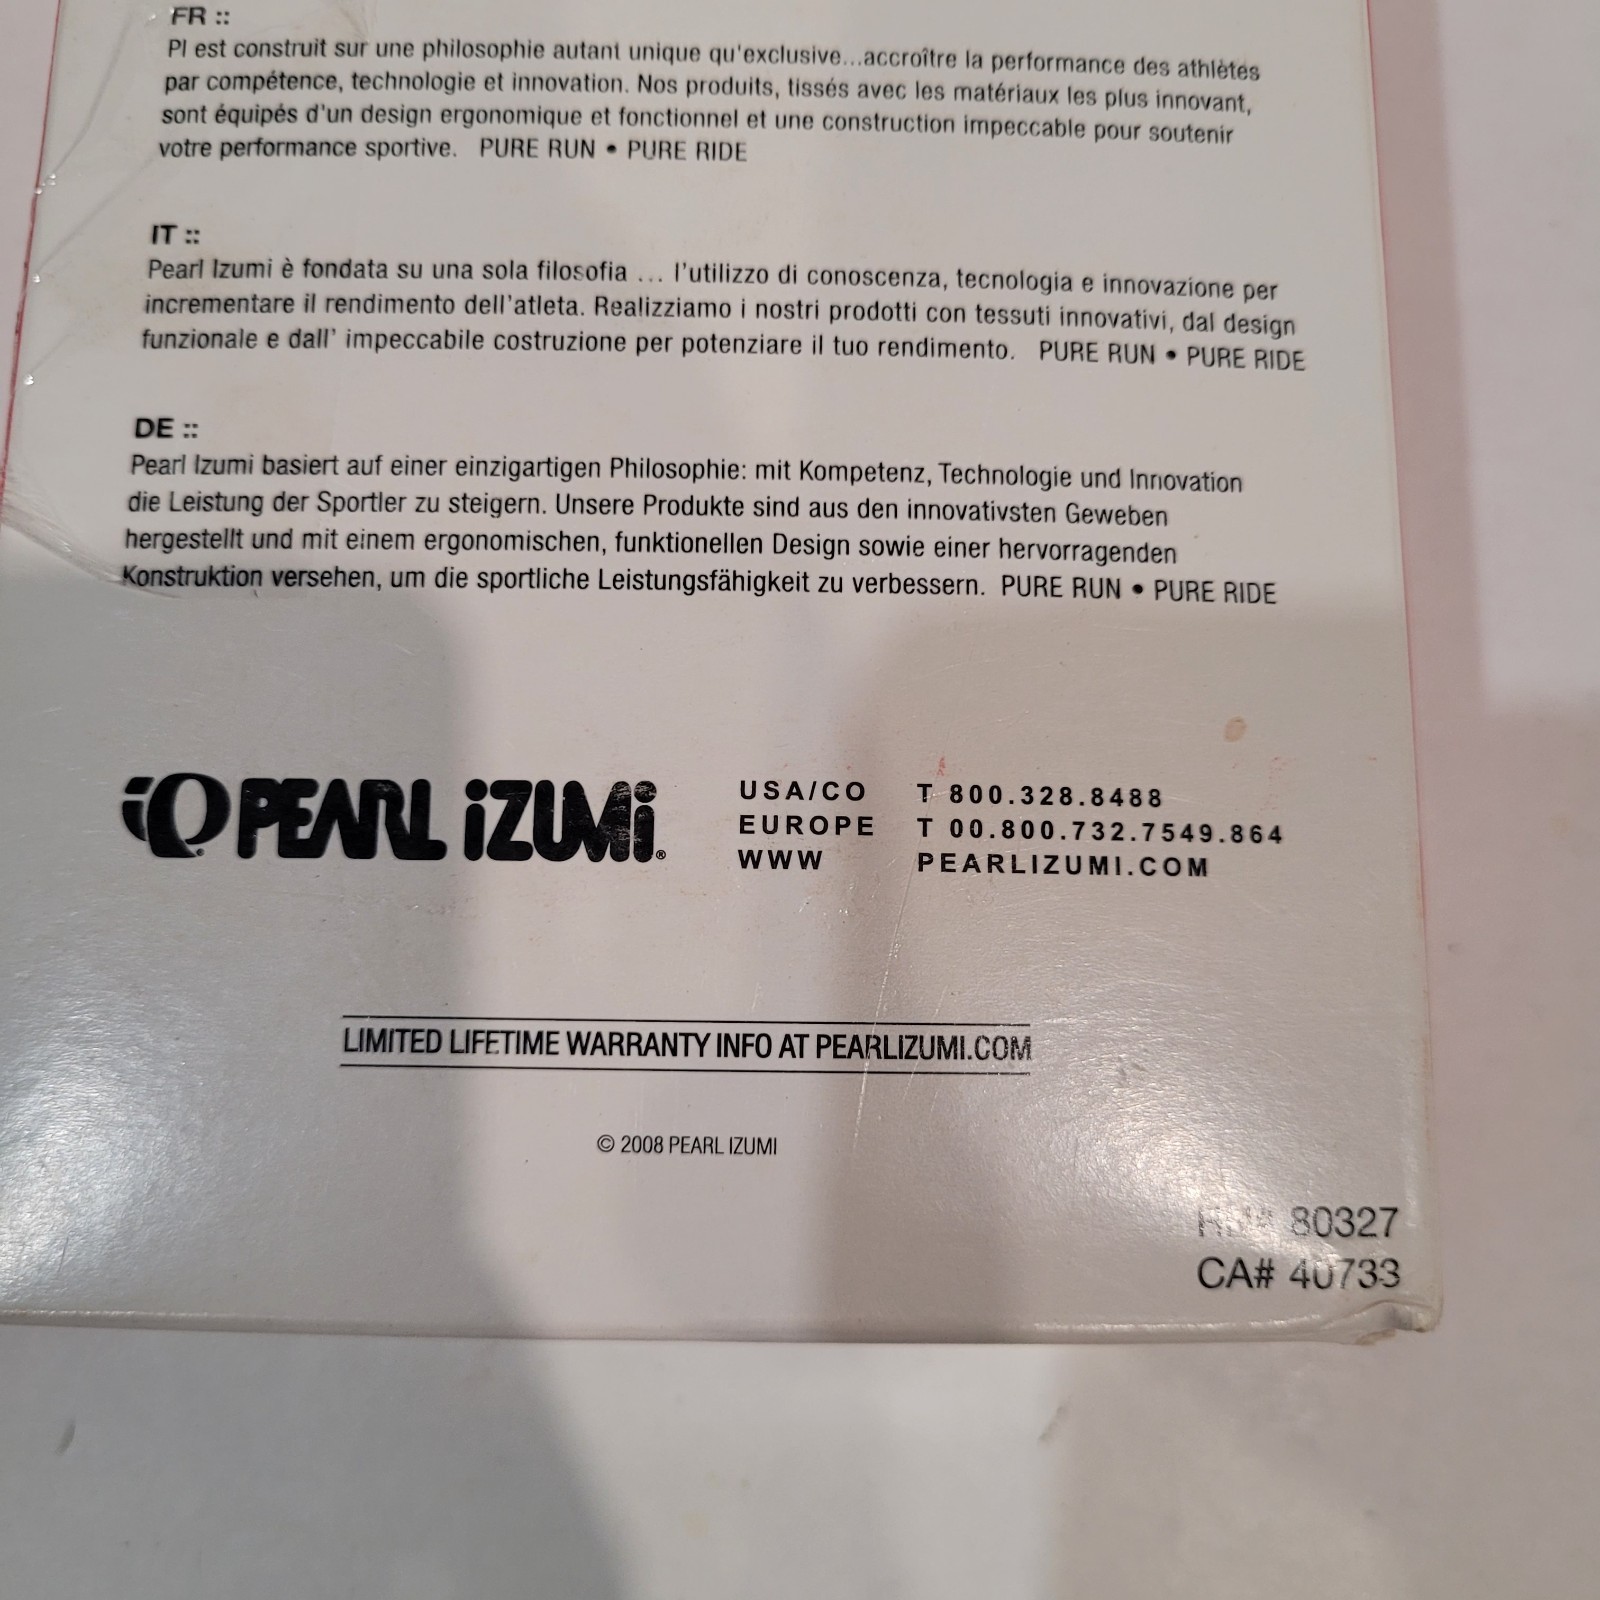 FR ::
PI est construit sur une philosophie autant unique qu'exclusive...accroître la performance des athlètes
par compétence, technologie et innovation. Nos produits, tissés avec les matériaux les plus innovant,
sont équipés d'un design ergonomique et fonctionnel et une construction impeccable pour soutenir
votre performance sportive. PURE RUN • PURE RIDE
IT ::
Pearl Izumi è fondata su una sola filosofia ... l'utilizzo di conoscenza, tecnologia e innovazione per
incrementare il rendimento dell'atleta. Realizziamo i nostri prodotti con tessuti innovativi, dal design
funzionale e dall' impeccabile costruzione per potenziare il tuo rendimento. PURE RUN • PURE RIDE
DE ::
Pearl Izumi basiert auf einer einzigartigen Philosophie: mit Kompetenz, Technologie und Innovation
die Leistung der Sportler zu steigern. Unsere Produkte sind aus den innovativsten Geweben
hergestellt und mit einem ergonomischen, funktionellen Design sowie einer hervorragenden
Konstruktion versehen, um die sportliche Leistungsfähigkeit zu verbessern. PURE RUN • PURE RIDE
PEARL iZUMi®
USA/CO T 800.328.8488
EUROPE T 00.800.732.7549.864
WWW PEARLIZUMI.COM
LIMITED LIFETIME WARRANTY INFO AT PEARLIZUMI.COM
© 2008 PEARL IZUMI
80327
CA# 40733